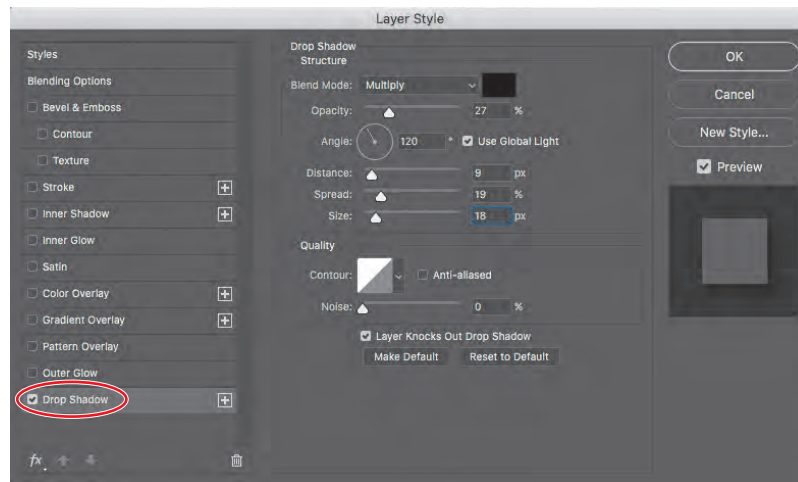 Layer Style
Styles
Blending Options
Bevel & Emboss
Contour
Texture
Stroke
Inner Shadow
Inner Glow
Satin
Color Overlay
Gradient Overlay
Pattern Overlay
Outer Glow
Drop Shadow
fx
Drop Shadow
Structure
Blend Mode: Multiply
Opacity: 27 %
Angle: 120 ° Use Global Light
Distance: 9 px
Spread: 19 %
Size: 18 px
Quality
Contour: Anti-aliased
Noise: 0 %
Layer Knocks Out Drop Shadow
Make Default Reset to Default
OK
Cancel
New Style...
Preview